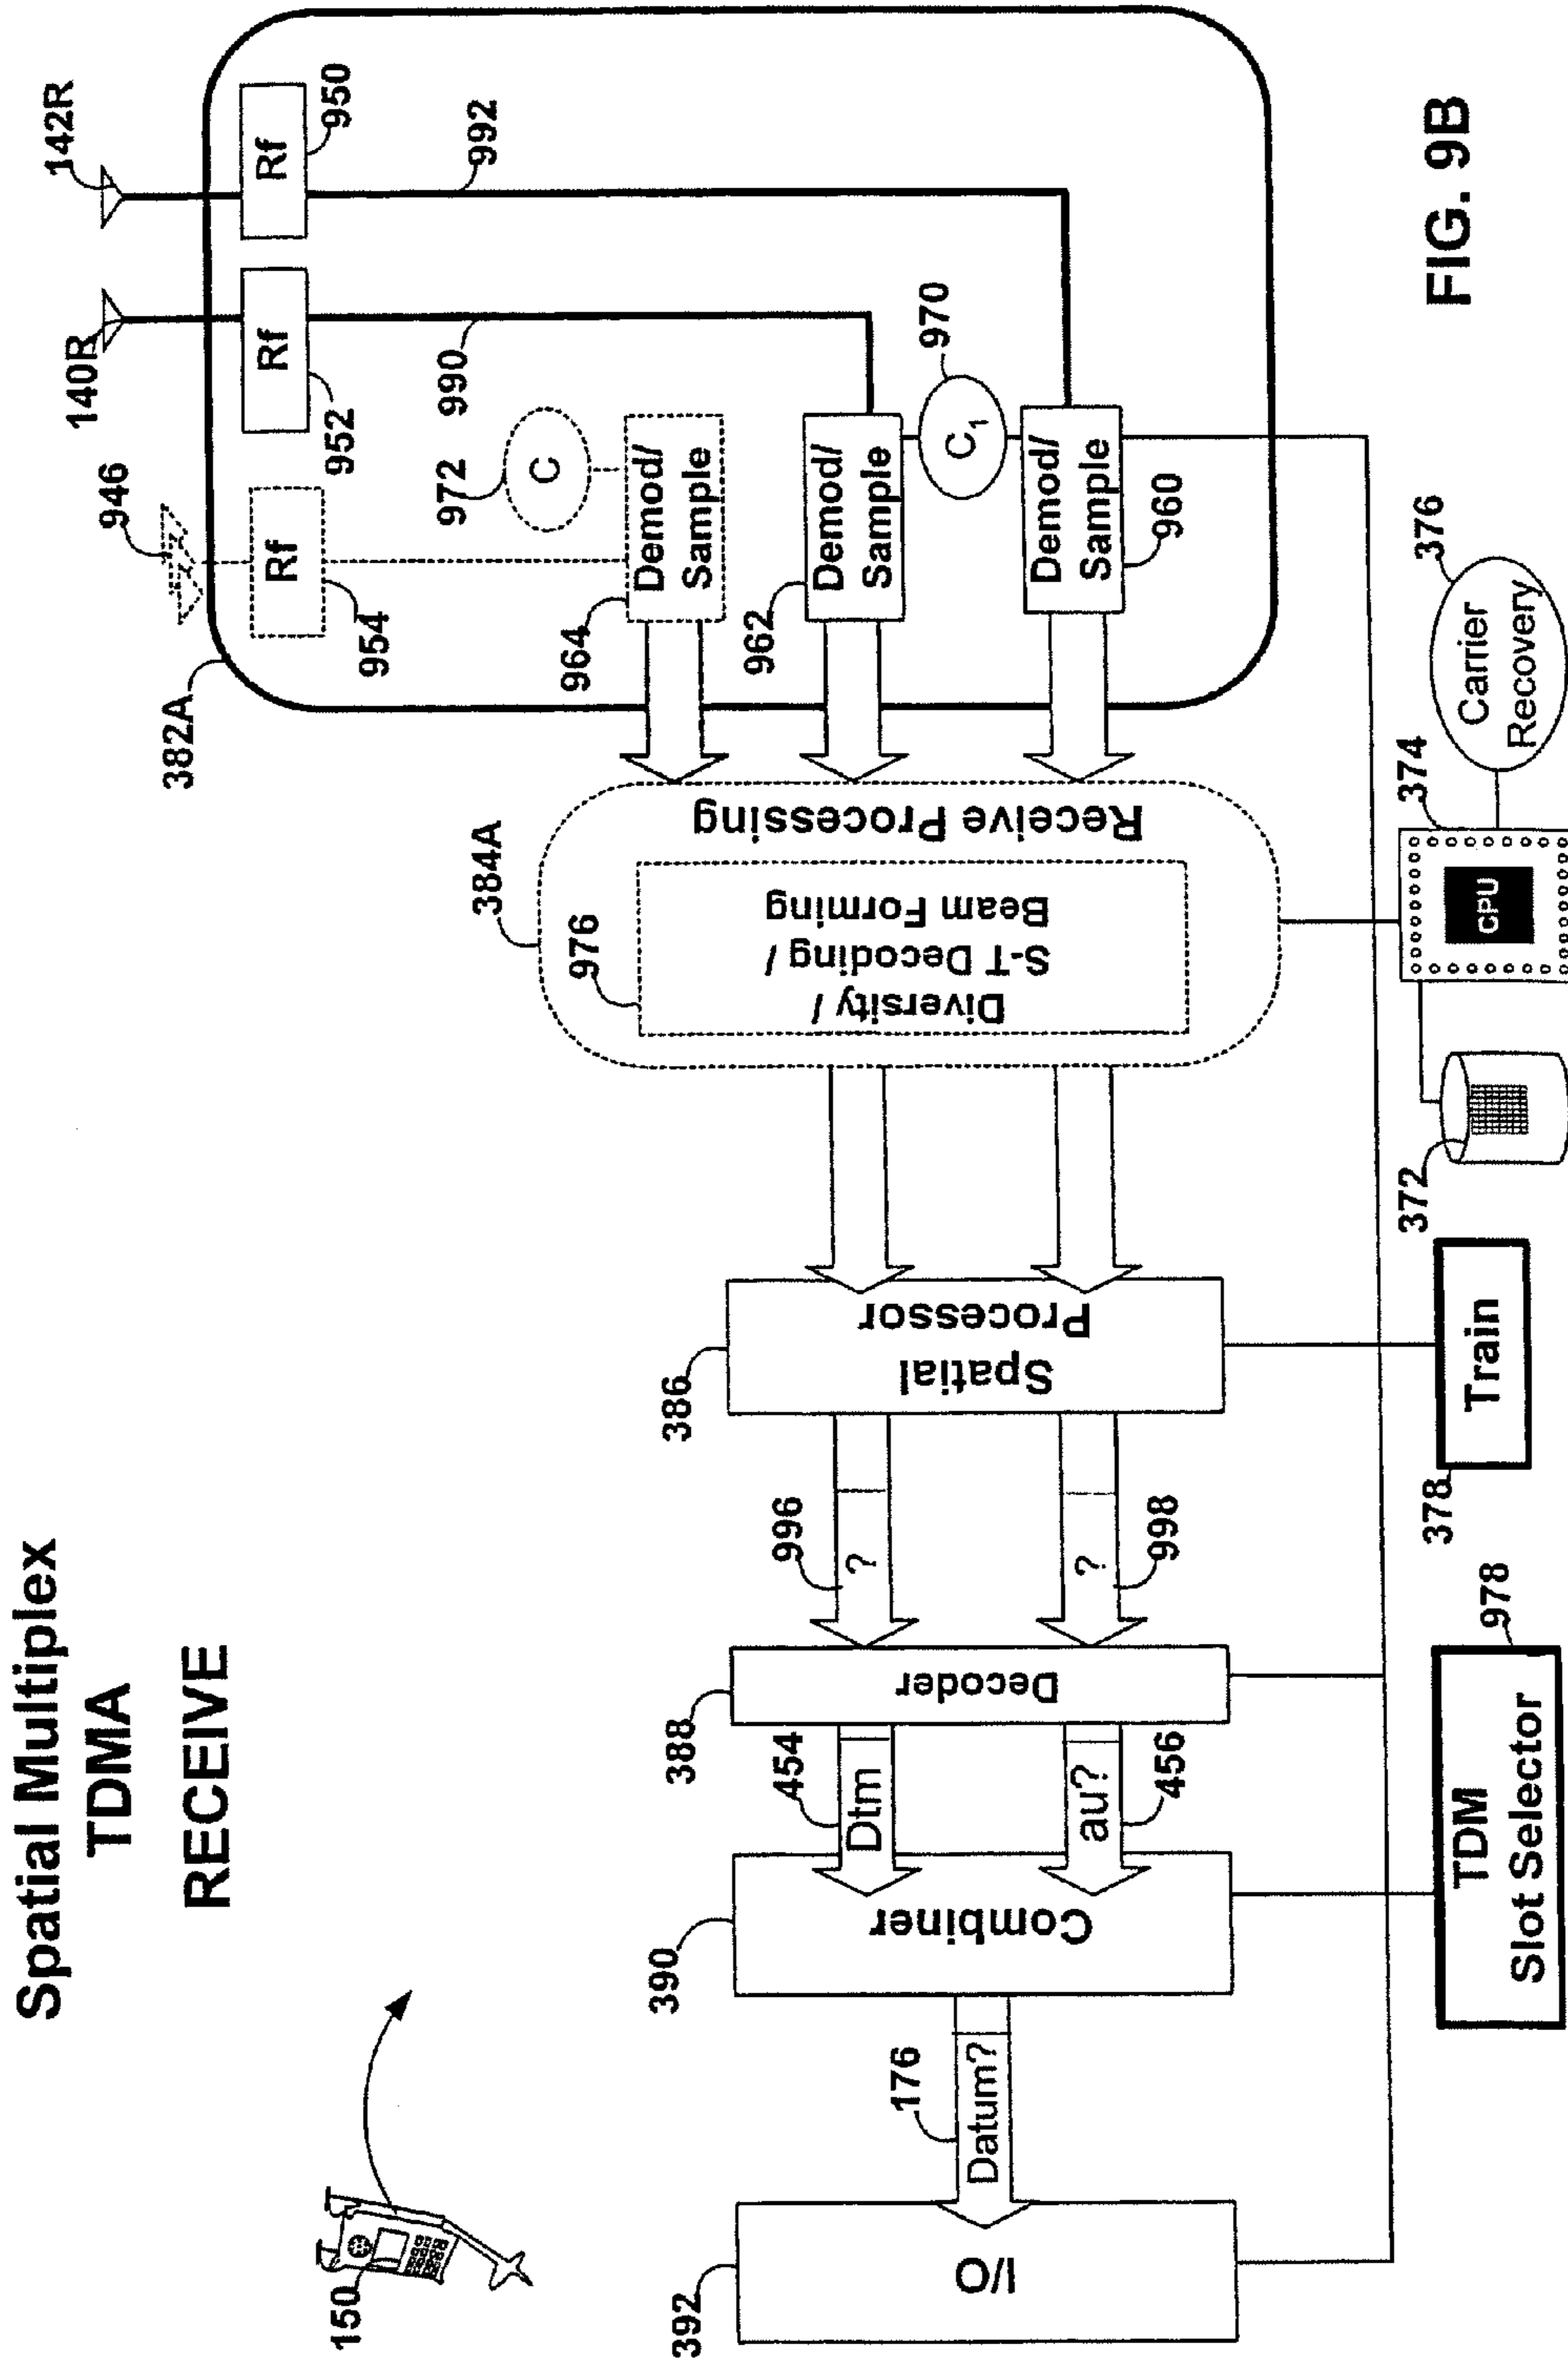 Spatial Multiplex
TDMA
RECEIVE
150
392
I/O
176
Datum?
390
Combiner
454
Dtm
au?
456
388
Decoder
996
?
?
998
386
Spatial
Processor
384A
976
Diversity /
S-T Decoding /
Beam Forming
Receive Processing
382A
946
140R
142R
Rf
954
Rf
952
Rf
950
972
C
990
992
964
Demod/
Sample
962
Demod/
Sample
C1
970
Demod/
Sample
960
TDM
Slot Selector
978
378
Train
372
374
CPU
376
Carrier
Recovery
FIG. 9B